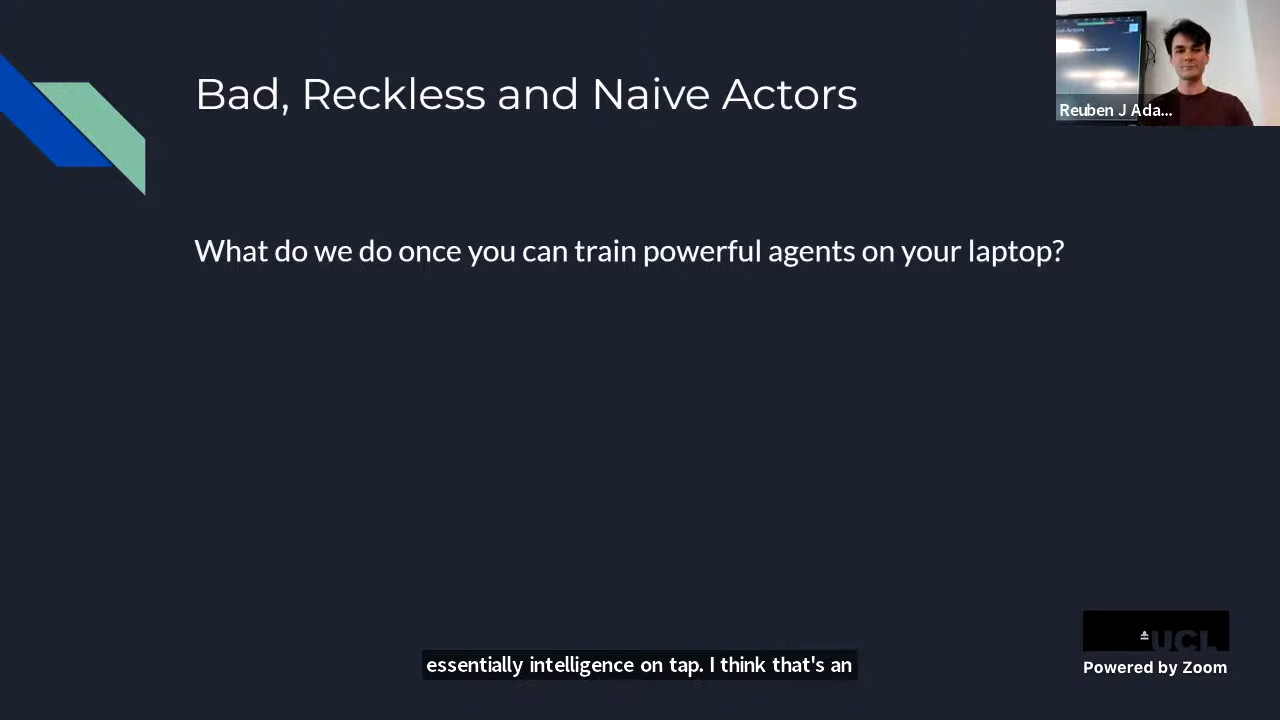 Bad, Reckless and Naive Actors
Reuben J Ada...
What do we do once you can train powerful agents on your laptop?
UCL
essentially intelligence on tap. I think that's an
Powered by Zoom